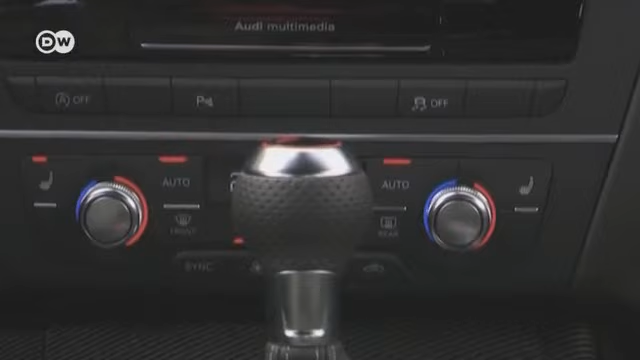 DW
Audi multimedia
A OFF
P
OFF
AUTO
AUTO
FRONT
REAR
SYNC